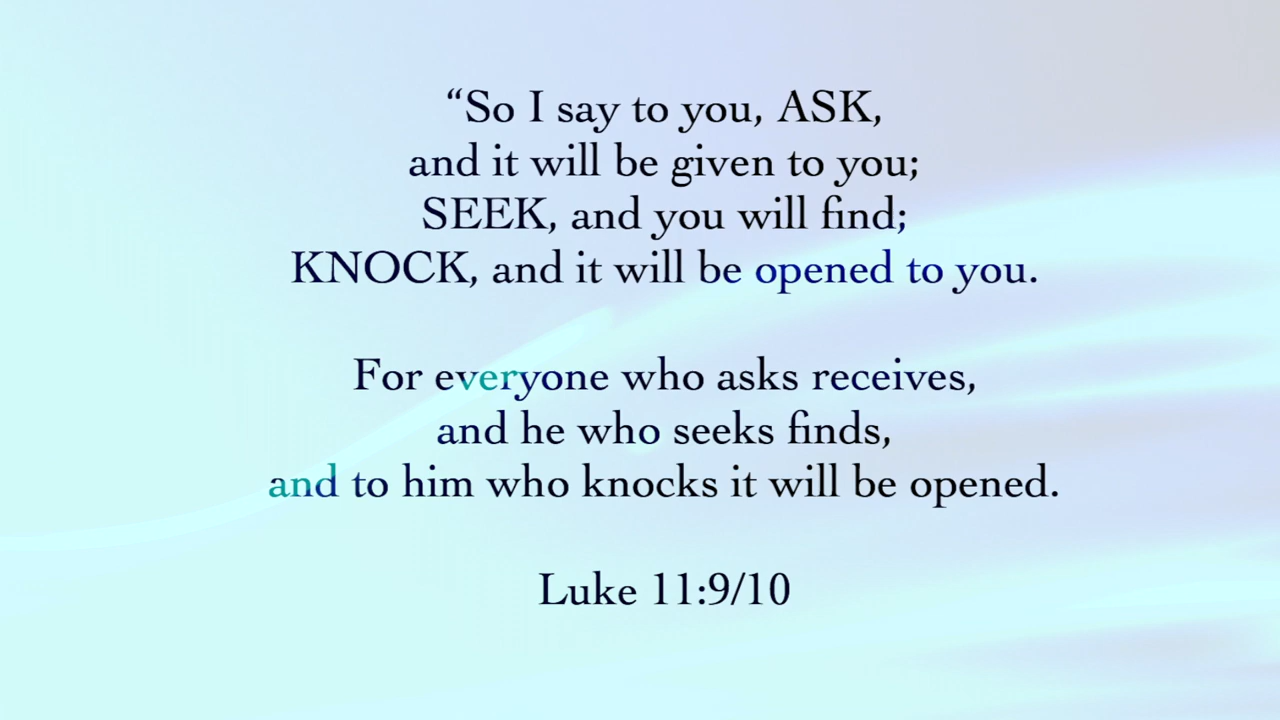 “So I say to you, ASK,
and it will be given to you;
SEEK, and you will find;
KNOCK, and it will be opened to you.
For everyone who asks receives,
and he who seeks finds,
and to him who knocks it will be opened.
Luke 11:9/10